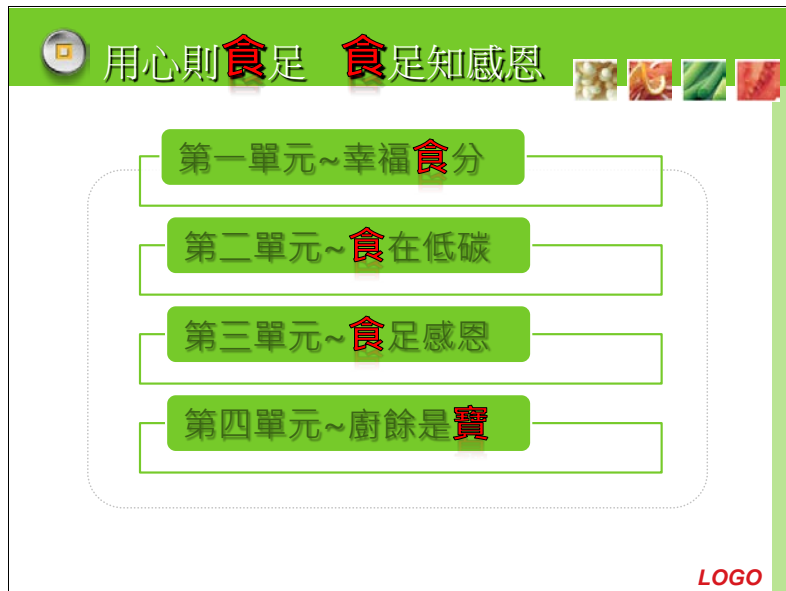 用心則食足　食足知感恩
第一單元~幸福食分
第二單元~食在低碳
第三單元~食足感恩
第四單元~廚餘是寶
LOGO